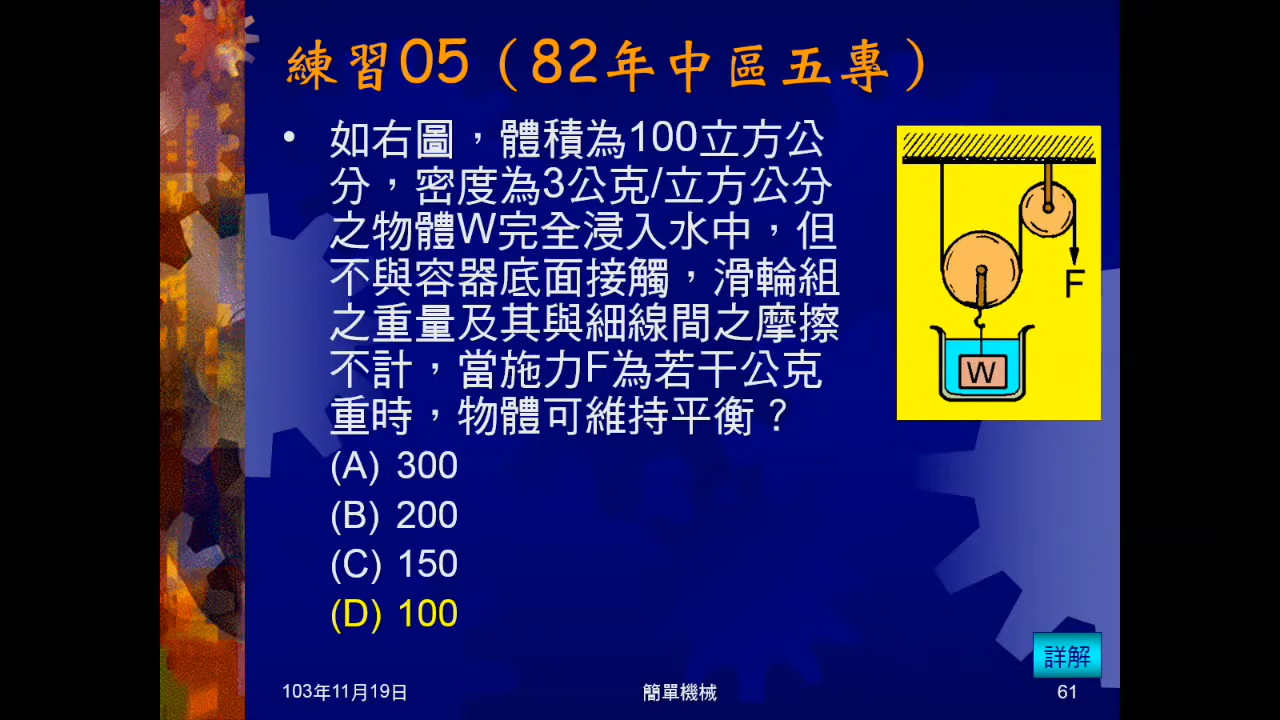 練習05（82年中區五專）
• 如右圖，體積為100立方公
分，密度為3公克/立方公分
之物體W完全浸入水中，但
不與容器底面接觸，滑輪組
之重量及其與細線間之摩擦
不計，當施力F為若干公克
重時，物體可維持平衡？
(A) 300
(B) 200
(C) 150
(D) 100
F
W
詳解
103年11月19日
簡單機械
61